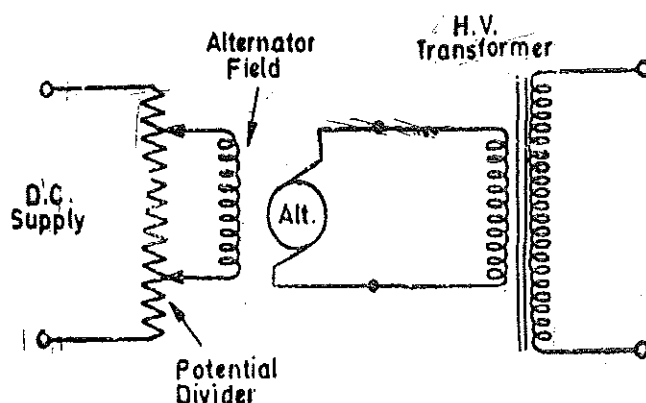 Alternator
Field
H.V.
Transformer
D.C.
Supply
Alt.
Potential
Divider